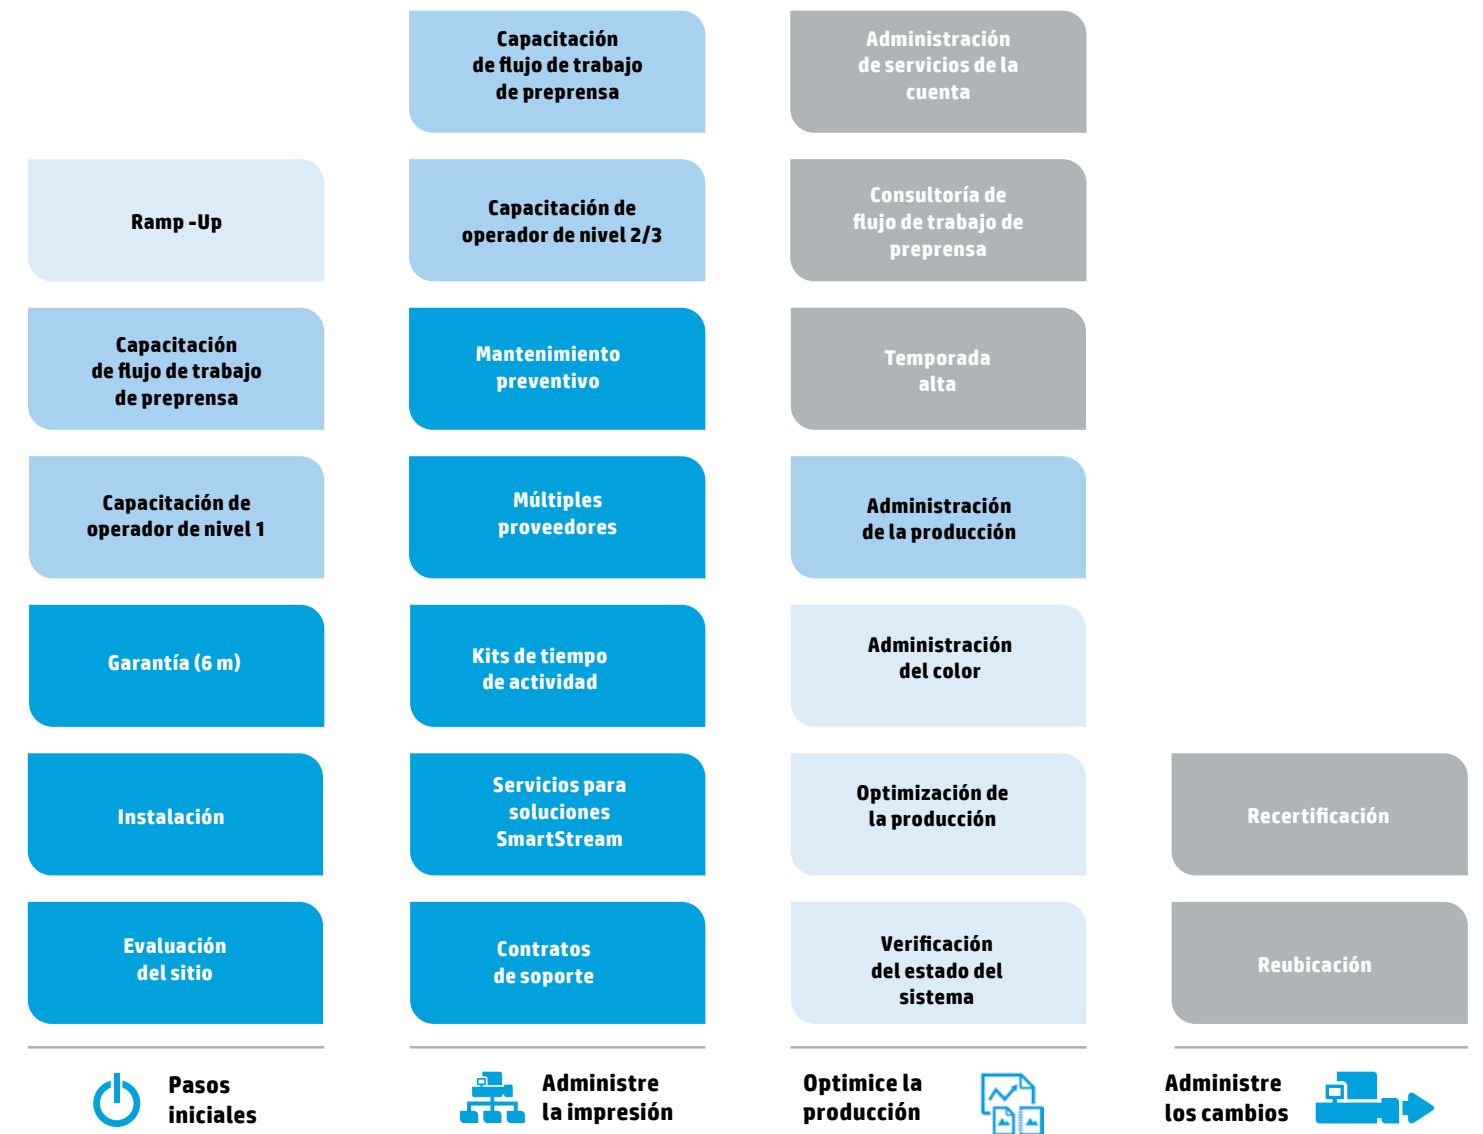 Capacitación
de flujo de trabajo
de preprensa
Administración
de servicios de la
cuenta
Ramp -Up
Capacitación de
operador de nivel 2/3
Consultoría de
flujo de trabajo de
preprensa
Capacitación
de flujo de trabajo
de preprensa
Mantenimiento
preventivo
Temporada
alta
Capacitación de
operador de nivel 1
Múltiples
proveedores
Administración
de la producción
Garantía (6 m)
Kits de tiempo
de actividad
Administración
del color
Instalación
Servicios para
soluciones
SmartStream
Optimización de
la producción
Recertificación
Evaluación
del sitio
Contratos
de soporte
Verificación
del estado del
sistema
Reubicación
Pasos
iniciales
Administre
la impresión
Optimice la
producción
Administre
los cambios